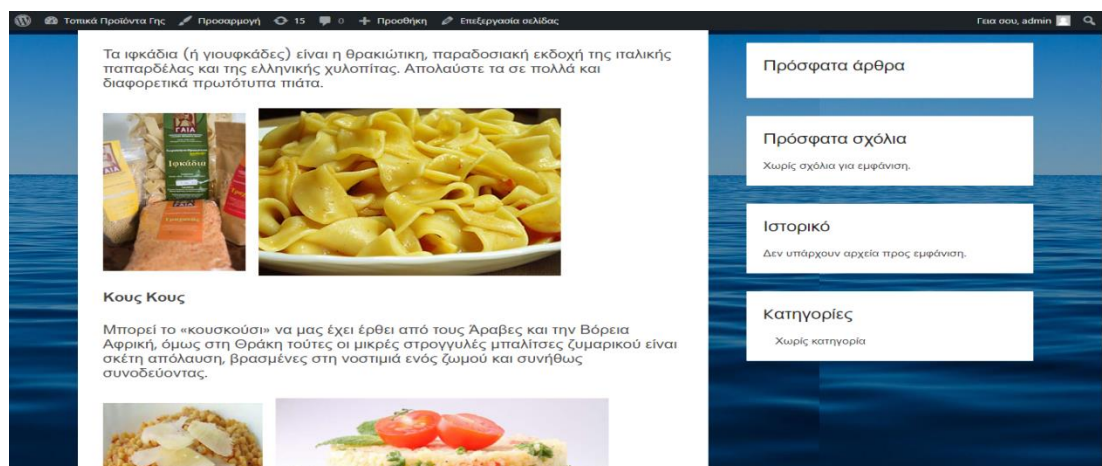 Τοπικά Προϊόντα Γης Προσαρμογή 15 0 Προσθήκη Επεξεργασία σελίδας Γεια σου, admin
Τα ιφκάδια (ή γιουφκάδες) είναι η θρακιώτικη, παραδοσιακή εκδοχή της ιταλικής
παπαρδέλας και της ελληνικής χυλοπίτας. Απολαύστε τα σε πολλά και
διαφορετικά πρωτότυπα πιάτα.
ΓΑΙΑ
Ιφκάδια
Κους Κους
Μπορεί το «κουσκούσι» να μας έχει έρθει από τους Άραβες και την Βόρεια
Αφρική, όμως στη Θράκη τούτες οι μικρές στρογγυλές μπαλίτσες ζυμαρικού είναι
σκέτη απόλαυση, βρασμένες στη νοστιμιά ενός ζωμού και συνήθως
συνοδεύοντας.
Πρόσφατα άρθρα
Πρόσφατα σχόλια
Χωρίς σχόλια για εμφάνιση.
Ιστορικό
Δεν υπάρχουν αρχεία προς εμφάνιση.
Κατηγορίες
Χωρίς κατηγορία